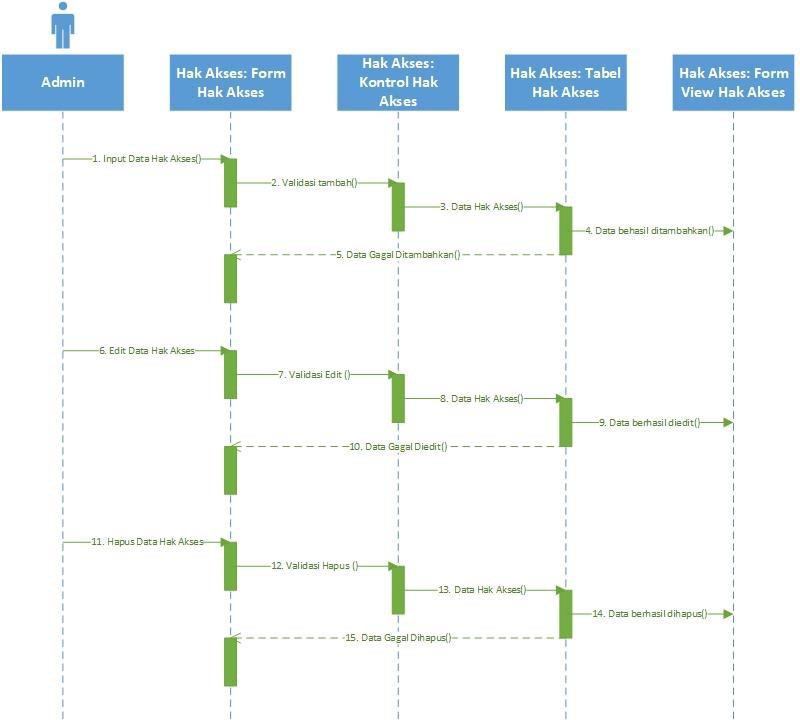 Admin
Hak Akses: Form
Hak Akses
Hak Akses:
Kontrol Hak
Akses
Hak Akses: Tabel
Hak Akses
Hak Akses: Form
View Hak Akses
1. Input Data Hak Akses()
2. Validasi tambah()
3. Data Hak Akses()
4. Data behasil ditambahkan()
5. Data Gagal Ditambahkan()
6. Edit Data Hak Akses
7. Validasi Edit ()
8. Data Hak Akses()
9. Data berhasil diedit()
10. Data Gagal Diedit()
11. Hapus Data Hak Akses
12. Validasi Hapus ()
13. Data Hak Akses()
14. Data berhasil dihapus()
15. Data Gagal Dihapus()